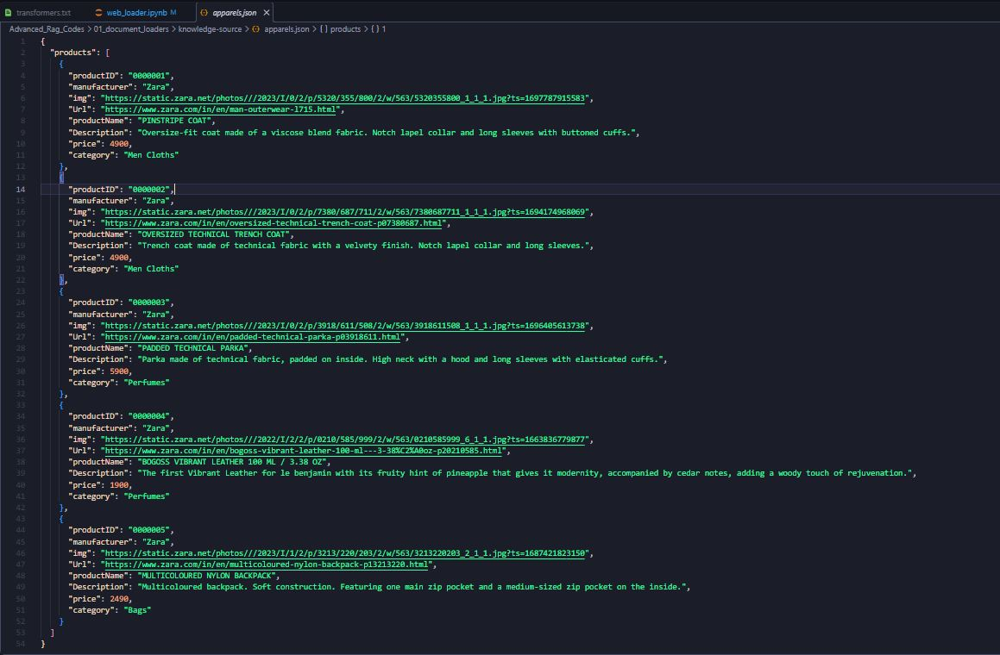 transformers.txt web_loader.ipynb M apparels.json
Advanced_Rag_Codes > 01_document_loaders > knowledge-source > apparels.json > [ ] products > { } 1
1 {
2 "products": [
3 {
4 "productID": "0000001",
5 "manufacturer": "Zara",
6 "img": "https://static.zara.net/photos///2023/I/0/2/p/5320/355/800/2/w/563/5320355800_1_1_1.jpg?ts=1697787915583",
7 "Url": "https://www.zara.com/in/en/man-outerwear-l715.html",
8 "productName": "PINSTRIPE COAT",
9 "Description": "Oversize-fit coat made of a viscose blend fabric. Notch lapel collar and long sleeves with buttoned cuffs.",
10 "price": 4900,
11 "category": "Men Cloths"
12 },
13 {
14 "productID": "0000002",
15 "manufacturer": "Zara",
16 "img": "https://static.zara.net/photos///2023/I/0/2/p/7380/687/711/2/w/563/7380687711_1_1_1.jpg?ts=1694174968069",
17 "Url": "https://www.zara.com/in/en/oversized-technical-trench-coat-p07380687.html",
18 "productName": "OVERSIZED TECHNICAL TRENCH COAT",
19 "Description": "Trench coat made of technical fabric with a velvety finish. Notch lapel collar and long sleeves.",
20 "price": 4900,
21 "category": "Men Cloths"
22 },
23 {
24 "productID": "0000003",
25 "manufacturer": "Zara",
26 "img": "https://static.zara.net/photos///2023/I/0/2/p/3918/611/508/2/w/563/3918611508_1_1_1.jpg?ts=1696405613738",
27 "Url": "https://www.zara.com/in/en/padded-technical-parka-p03918611.html",
28 "productName": "PADDED TECHNICAL PARKA",
29 "Description": "Parka made of technical fabric, padded on inside. High neck with a hood and long sleeves with elasticated cuffs.",
30 "price": 5900,
31 "category": "Perfumes"
32 },
33 {
34 "productID": "0000004",
35 "manufacturer": "Zara",
36 "img": "https://static.zara.net/photos///2022/I/2/2/p/0210/585/999/2/w/563/0210585999_6_1_1.jpg?ts=1663836779877",
37 "Url": "https://www.zara.com/in/en/bogoss-vibrant-leather-100-ml---3-38%C2%A0oz-p20210585.html",
38 "productName": "BOGOSS VIBRANT LEATHER 100 ML / 3.38 OZ",
39 "Description": "The first Vibrant Leather for le benjamin with its fruity hint of pineapple that gives it modernity, accompanied by cedar notes, adding a woody touch of rejuvenation.",
40 "price": 1900,
41 "category": "Perfumes"
42 },
43 {
44 "productID": "0000005",
45 "manufacturer": "Zara",
46 "img": "https://static.zara.net/photos///2023/I/1/2/p/3213/220/203/2/w/563/3213220203_2_1_1.jpg?ts=1687421823150",
47 "Url": "https://www.zara.com/in/en/multicoloured-nylon-backpack-p13213220.html",
48 "productName": "MULTICOLOURED NYLON BACKPACK",
49 "Description": "Multicoloured backpack. Soft construction. Featuring one main zip pocket and a medium-sized zip pocket on the inside.",
50 "price": 2490,
51 "category": "Bags"
52 }
53 ]
54 }